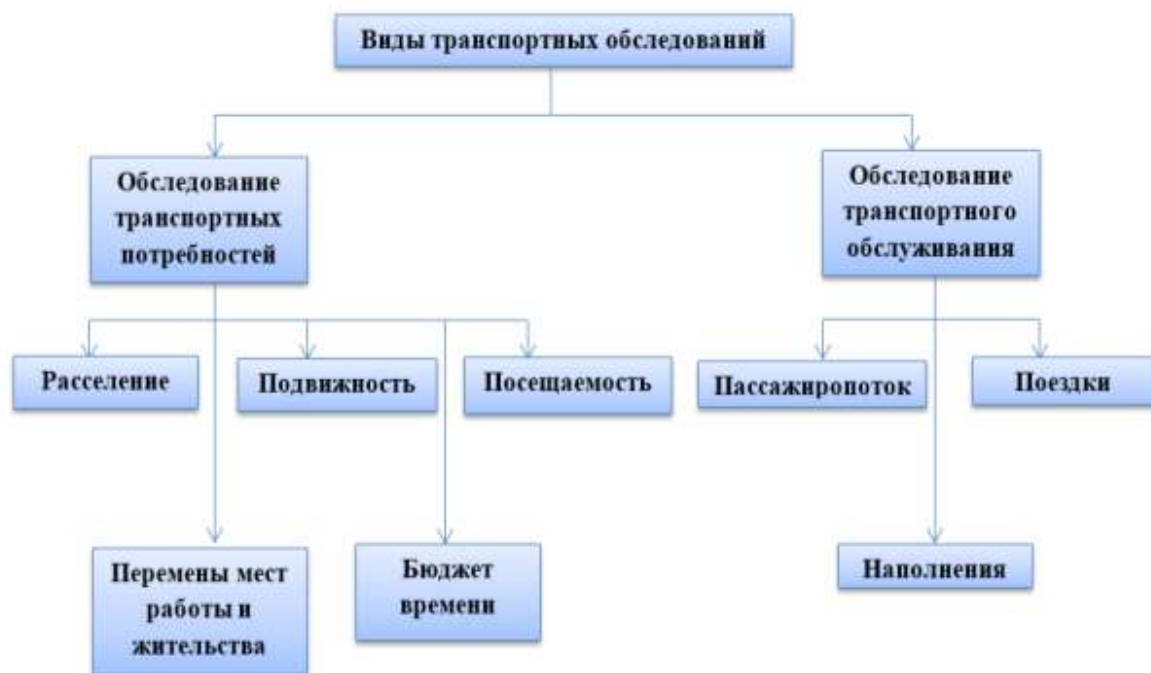 Виды транспортных обследований
Обследование
транспортных
потребностей
Обследование
транспортного
обслуживания
Расселение
Подвижность
Посещаемость
Пассажиропоток
Поездки
Перемены мест
работы и
жительства
Бюджет
времени
Наполнения